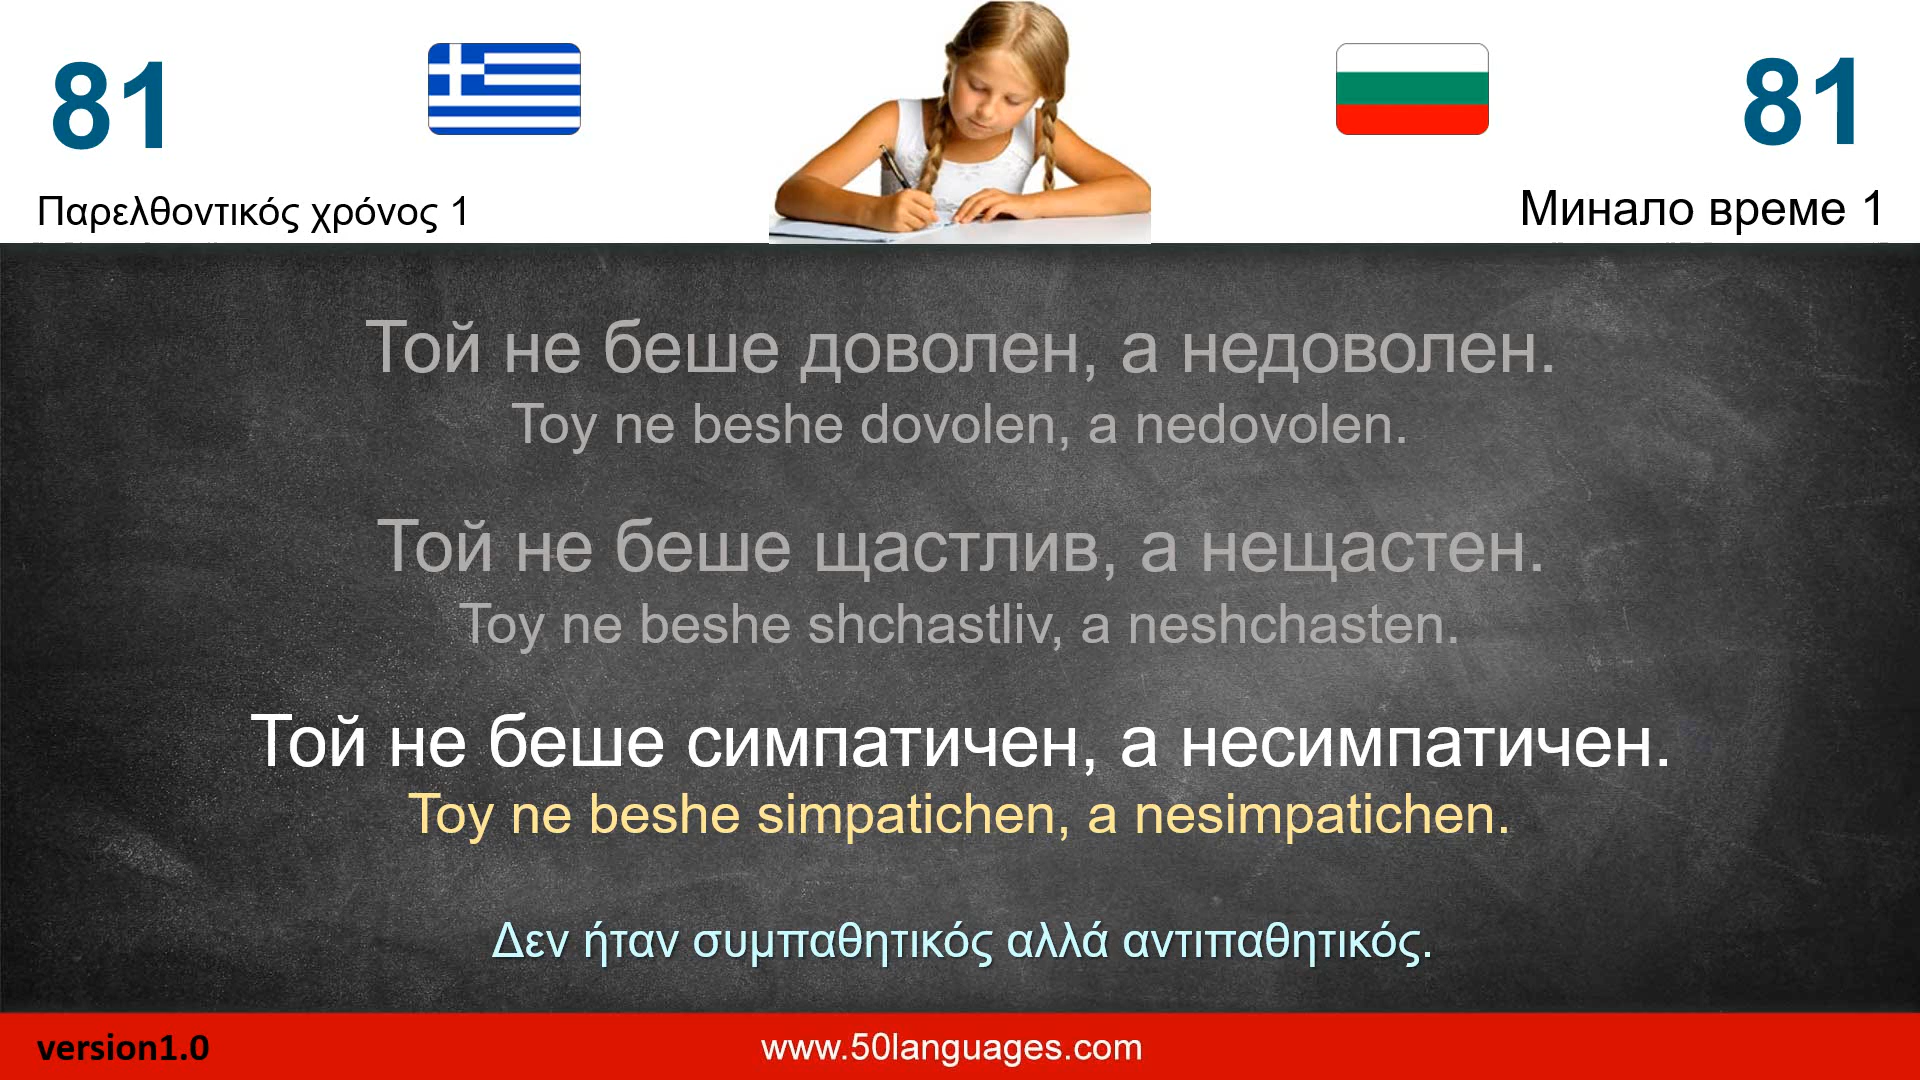 81
81
Παρελθοντικός χρόνος 1
Минало време 1
Той не беше доволен, а недоволен.
Toy ne beshe dovolen, a nedovolen.
Той не беше щастлив, а нещастен.
Toy ne beshe shchastliv, a neshchasten.
Той не беше симпатичен, а несимпатичен.
Toy ne beshe simpatichen, a nesimpatichen.
Δεν ήταν συμπαθητικός αλλά αντιπαθητικός.
version1.0
www.50languages.com